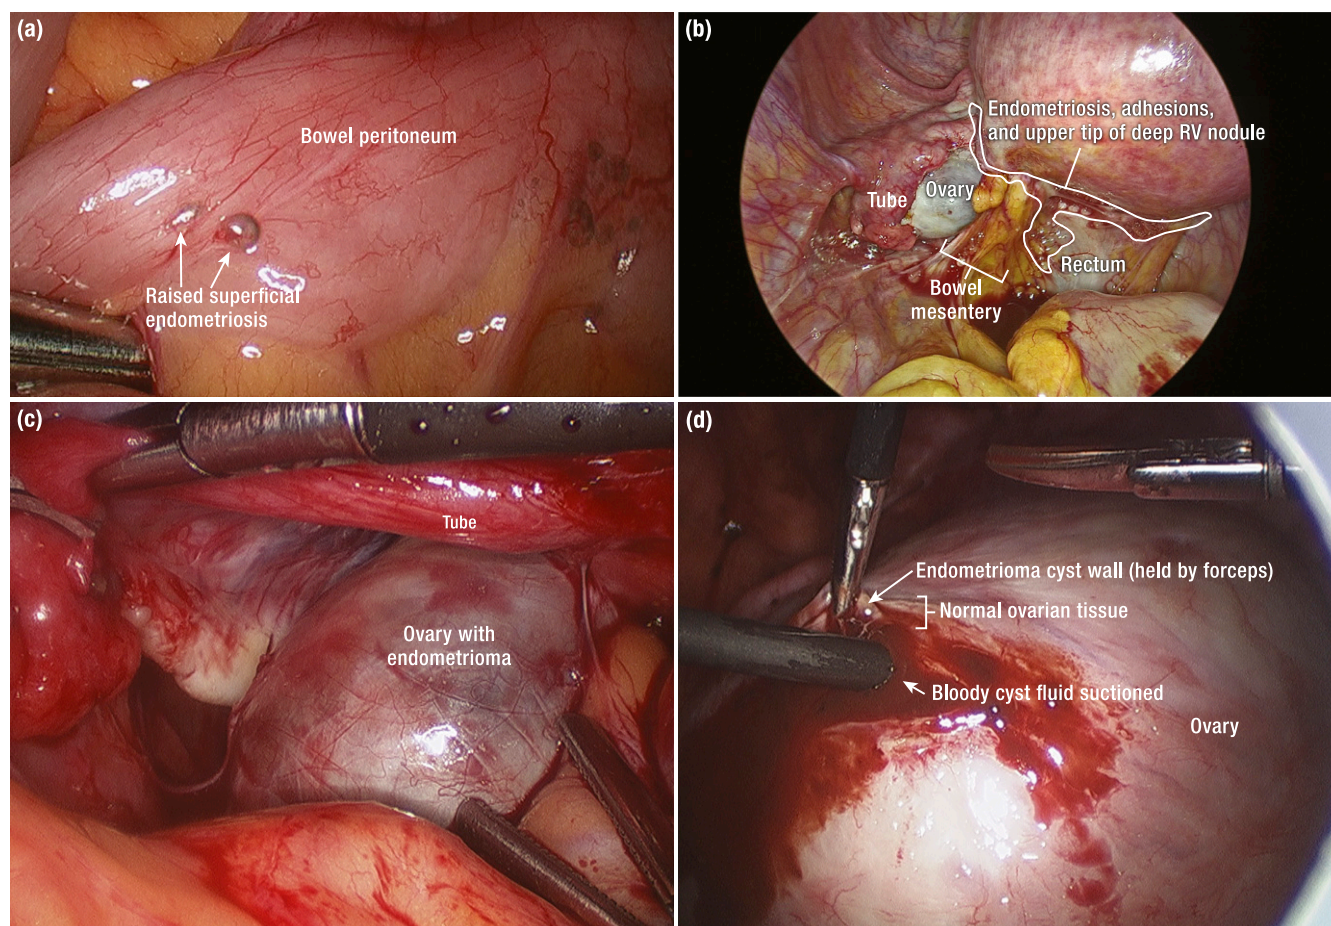 (a)
Bowel peritoneum
Raised superficial
endometriosis
(b)
Endometriosis, adhesions,
and upper tip of deep RV nodule
Tube
Ovary
Rectum
Bowel
mesentery
(c)
Tube
Ovary with
endometrioma
(d)
Endometrioma cyst wall (held by forceps)
Normal ovarian tissue
Bloody cyst fluid suctioned
Ovary